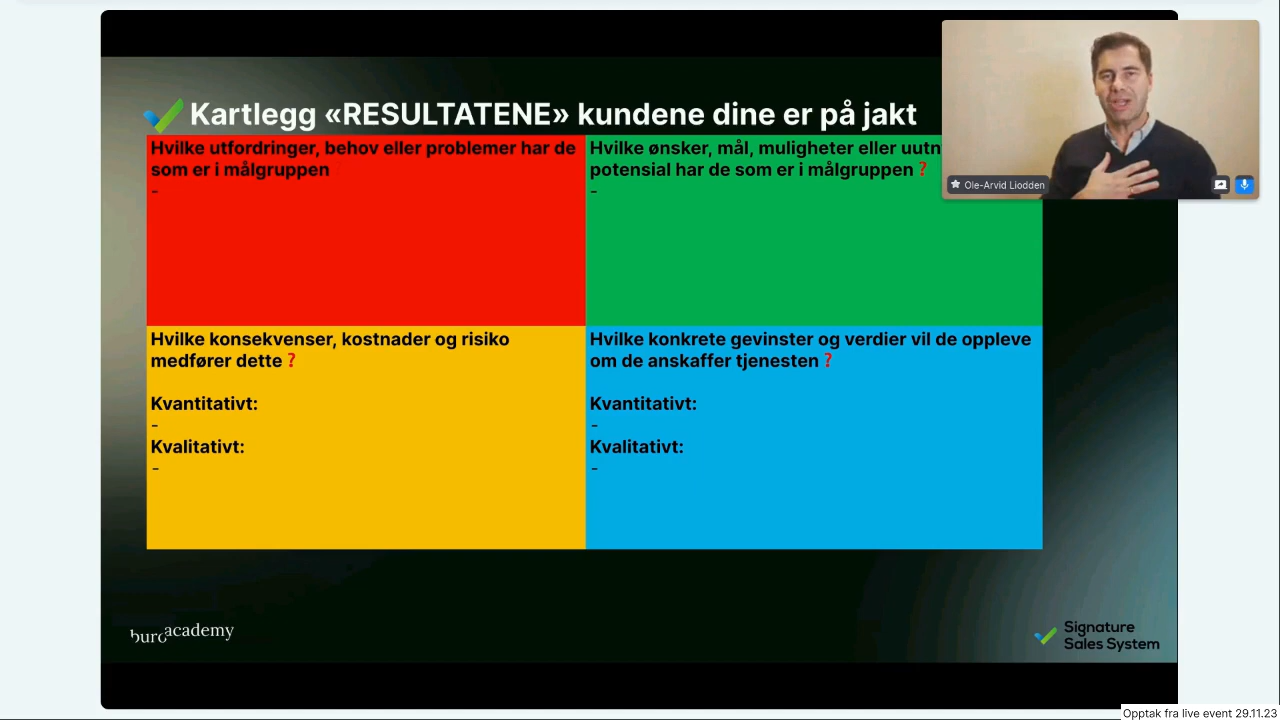 Kartlegg «RESULTATENE» kundene dine er på jakt
Hvilke utfordringer, behov eller problemer har de
som er i målgruppen
-
Hvilke ønsker, mål, muligheter eller
potensial har de som er i målgruppen ?
-
Ole-Arvid Liodden
Hvilke konsekvenser, kostnader og risiko
medfører dette ?
Kvantitativt:
-
Kvalitativt:
-
Hvilke konkrete gevinster og verdier vil de oppleve
om de anskaffer tjenesten ?
Kvantitativt:
-
Kvalitativt:
-
buro academy
Signature
Sales System
Opptak fra live event 29.11.23